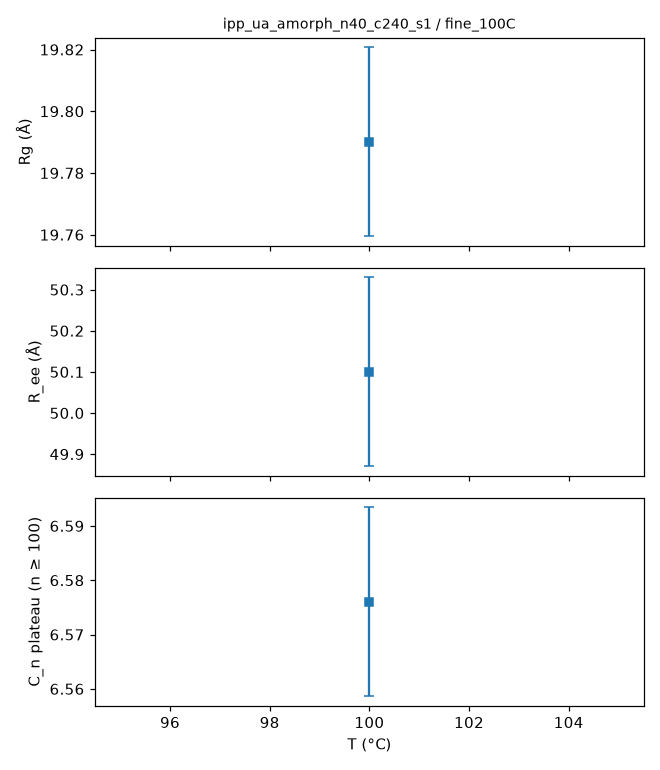 ipp_ua_amorph_n40_c240_s1 / fine_100C
19.82
19.80
19.78
19.76
Rg (Å)
50.3
50.2
50.1
50.0
49.9
R_ee (Å)
6.59
6.58
6.57
6.56
C_n plateau (n ≥ 100)
96 98 100 102 104
T (°C)